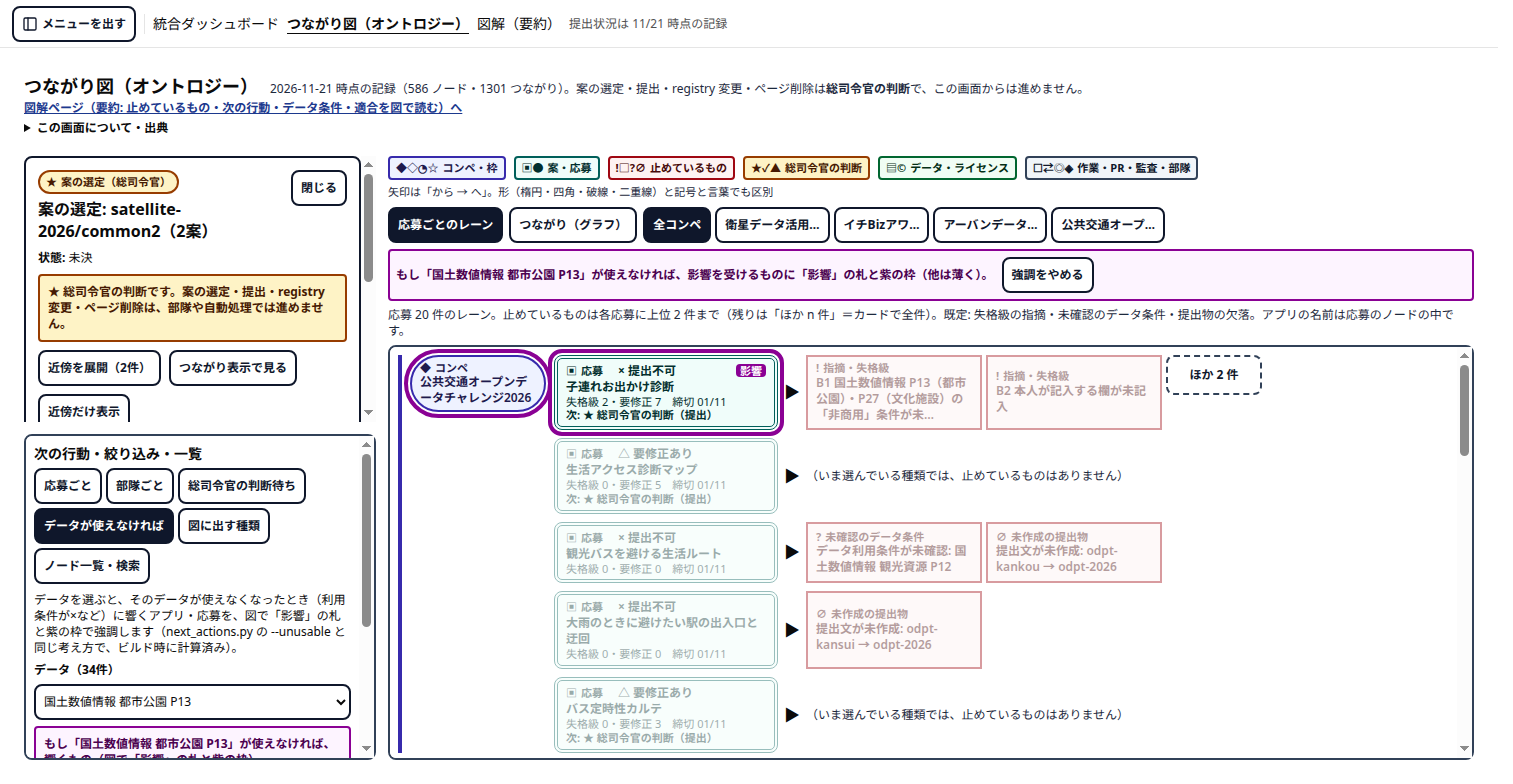 メニューを出す
統合ダッシュボード つながり図（オントロジー） 図解（要約） 提出状況は 11/21 時点の記録
つながり図（オントロジー） 2026-11-21 時点の記録（586 ノード・1301 つながり）。案の選定・提出・registry 変更・ページ削除は総司令官の判断で、この画面からは進めません。
図解ページ（要約: 止めているもの・次の行動・データ条件・適合を図で読む）へ
▶ この画面について・出典
★ 案の選定（総司令官）
閉じる
案の選定: satellite-
2026/common2（2案）
状態: 未決
★ 総司令官の判断です。案の選定・提出・registry
変更・ページ削除は、部隊や自動処理では進めませ
ん。
近傍を展開（2件） つながり表示で見る
近傍だけ表示
次の行動・絞り込み・一覧
応募ごと 部隊ごと 総司令官の判断待ち
データが使えなければ 図に出す種類
ノード一覧・検索
データを選ぶと、そのデータが使えなくなったとき（利用
条件が×など）に響くアプリ・応募を、図で「影響」の札
と紫の枠で強調します（next_actions.py の --unusable と
同じ考え方で、ビルド時に計算済み）。
データ（34件）
国土数値情報 都市公園 P13
もし「国土数値情報 都市公園 P13」が使えなければ、
◆◇◔☆ コンペ・枠 ▣● 案・応募 !□?⊘ 止めているもの ★✓▲ 総司令官の判断 ▤© データ・ライセンス □⇄◎◆ 作業・PR・監査・部隊
矢印は「から → へ」。形（楕円・四角・破線・二重線）と記号と言葉でも区別
応募ごとのレーン つながり（グラフ） 全コンペ 衛星データ活用... イチBizアワ... アーバンデータ... 公共交通オープ...
もし「国土数値情報 都市公園 P13」が使えなければ、影響を受けるものに「影響」の札と紫の枠（他は薄く）。 強調をやめる
応募 20 件のレーン。止めているものは各応募に上位 2 件まで（残りは「ほか n 件」＝カードで全件）。既定: 失格級の指摘・未確認のデータ条件・提出物の欠落。アプリの名前は応募のノードの中で
す。
◆ コンペ
公共交通オープンデ
ータチャレンジ2026
▣ 応募 × 提出不可 影響
子連れお出かけ診断
失格級 2・要修正 7 締切 01/11
次: ★ 総司令官の判断（提出）
▶
! 指摘・失格級
B1 国土数値情報 P13（都市
公園）・P27（文化施設）の
「非商用」条件が未...
! 指摘・失格級
B2 本人が記入する欄が未記
入
ほか 2 件
▣ 応募 △ 要修正あり
生活アクセス診断マップ
失格級 0・要修正 5 締切 01/11
次: ★ 総司令官の判断（提出）
▶ （いま選んでいる種類では、止めているものはありません）
▣ 応募 × 提出不可
観光バスを避ける生活ルート
失格級 0・要修正 0 締切 01/11
▶
? 未確認のデータ条件
データ利用条件が未確認: 国
土数値情報 観光資源 P12
⊘ 未作成の提出物
提出文が未作成: odpt-
kankou → odpt-2026
▣ 応募 × 提出不可
大雨のときに避けたい駅の出入口と
迂回
失格級 0・要修正 0 締切 01/11
▶
⊘ 未作成の提出物
提出文が未作成: odpt-
kansui → odpt-2026
▣ 応募 △ 要修正あり
バス定時性カルテ
失格級 0・要修正 3 締切 01/11
次: ★ 総司令官の判断（提出）
▶ （いま選んでいる種類では、止めているものはありません）